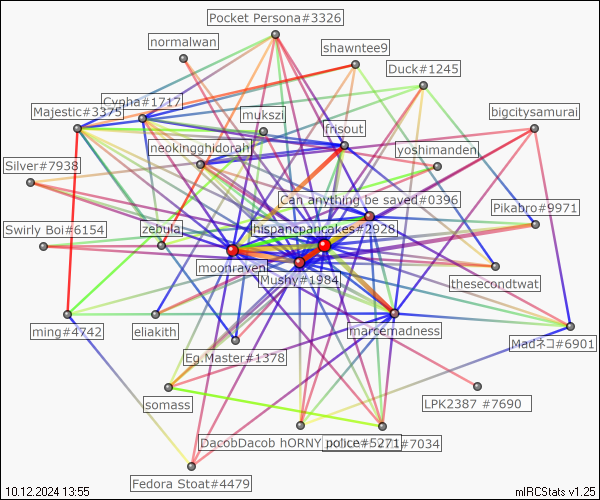 Pocket Persona#3326
normalwan
shawntee9
Duck#1245
Cypha#1717
Majestic#3375
mukszi
bigcitysamurai
frisout
neokinghidorah
yoshimanden
Silver#7938
Can anything be saved#0396
Pikabro#9971
Swirly Boi#6154
zebula
hispancpancakes#2928
moonraven
Mushy#1984
thesecondtwat
ming#4742
eliakith
marcemadness
Madネコ#6901
Eg.Master#1378
somass
LPK2387 #7690
DacobDacob hORNY police#5271
#7034
Fedora Stoat#4479
10.12.2024 13:55
mIRCStats v1.25